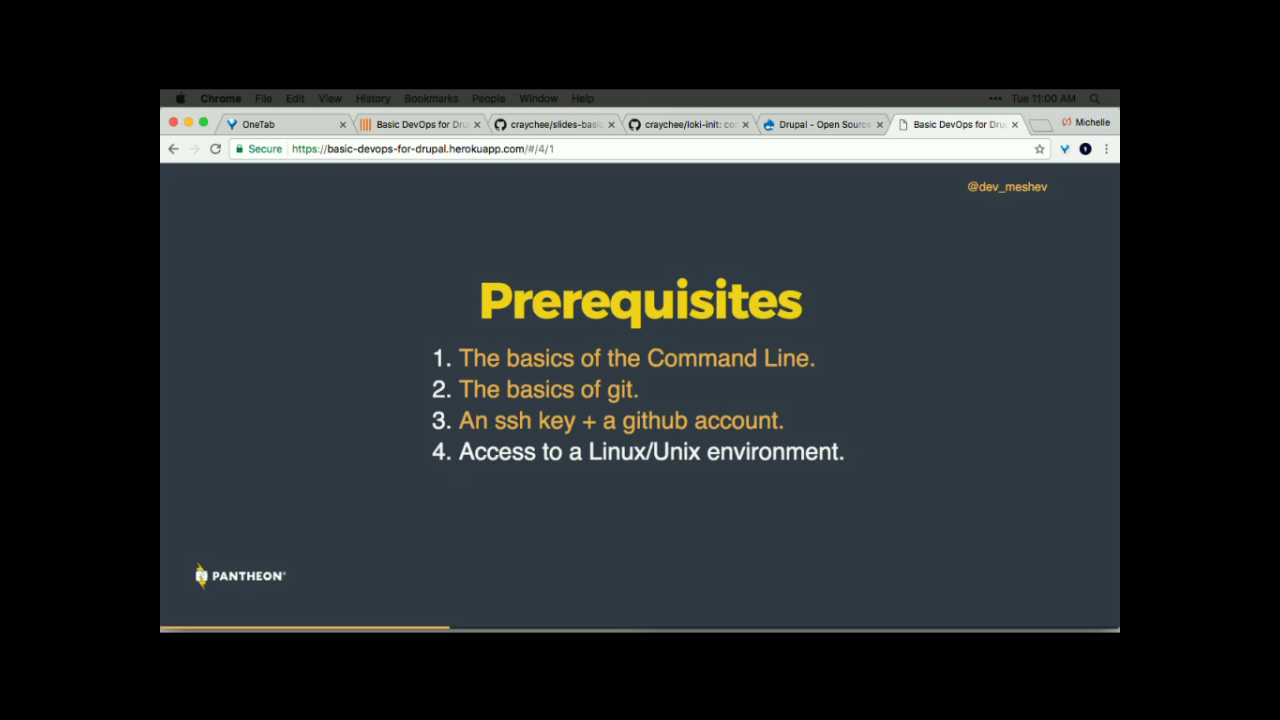 Chrome File Edit View History Bookmarks People Window Help ••• Tue 11:00 AM
OneTab Basic DevOps for Dru craychee/slides-basic craychee/loki-init: co Drupal - Open Source Basic DevOps for Dru Michelle
Secure https://basic-devops-for-drupal.herokuapp.com/#/4/1
@dev_meshev
Prerequisites
1. The basics of the Command Line.
2. The basics of git.
3. An ssh key + a github account.
4. Access to a Linux/Unix environment.
PANTHEON